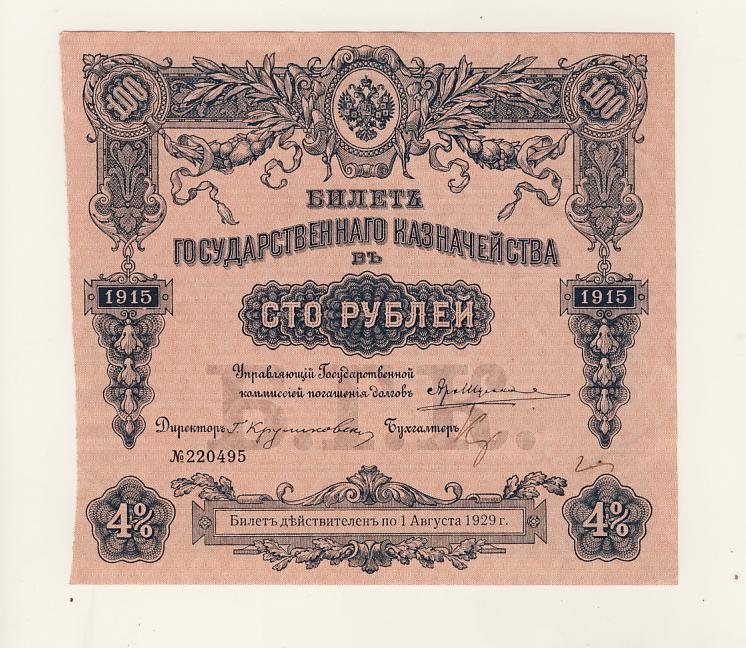 100 100
БИЛЕТЪ
ГОСУДАРСТВЕННАГО КАЗНАЧЕЙСТВА
ВЪ
1915 1915
СТО РУБЛЕЙ
Управляющій Государственной
коммиссіей погашенія долговъ
Директоръ Г. Крупиковскій Бухгалтеръ
№220495
4% 4%
Билетъ дѣйствителенъ по 1 Августа 1929 г.